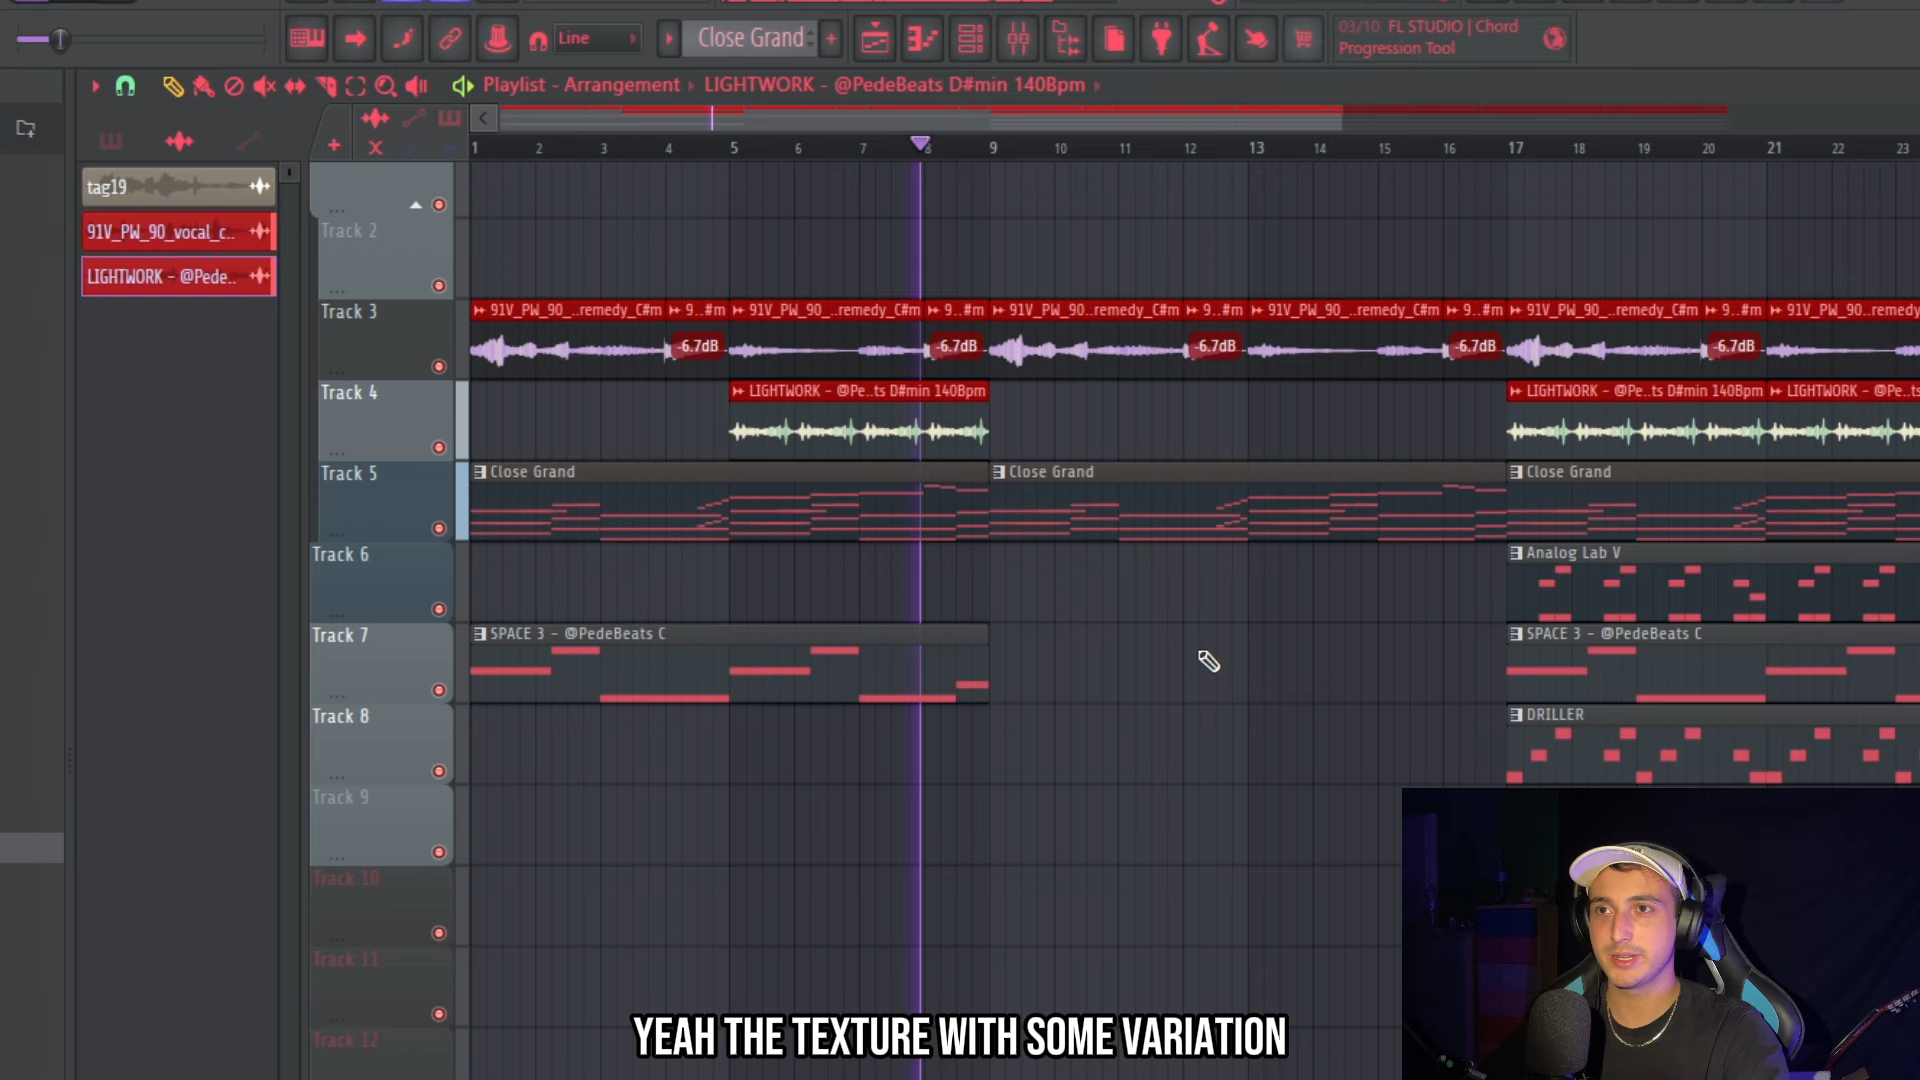 Line
Close Grand
03/10 FL STUDIO | Chord
Progression Tool
Playlist - Arrangement › LIGHTWORK - @PedeBeats D#min 140Bpm ›
1 2 3 4 5 6 7 8 9 10 11 12 13 14 15 16 17 18 19 20 21 22 23
tag19
91V_PW_90_vocal_c..
LIGHTWORK - @Pede..
Track 2
Track 3
91V_PW_90_..remedy_C#m 9..#m 91V_PW_90_..remedy_C#m 9..#m 91V_PW_90_..remedy_C#m 9..#m 91V_PW_90_..remedy_C#m 9..#m 91V_PW_90_..remedy_C#m 9..#m 91V_PW_90..remedy
-6.7dB -6.7dB -6.7dB -6.7dB -6.7dB
Track 4
LIGHTWORK - @Pe..ts D#min 140Bpm LIGHTWORK - @Pe..ts D#min 140Bpm LIGHTWORK - @Pe..ts
Track 5
Close Grand Close Grand Close Grand
Track 6
Analog Lab V
Track 7
SPACE 3 - @PedeBeats C SPACE 3 - @PedeBeats C
Track 8
DRILLER
Track 9
Track 10
Track 11
Track 12
YEAH THE TEXTURE WITH SOME VARIATION